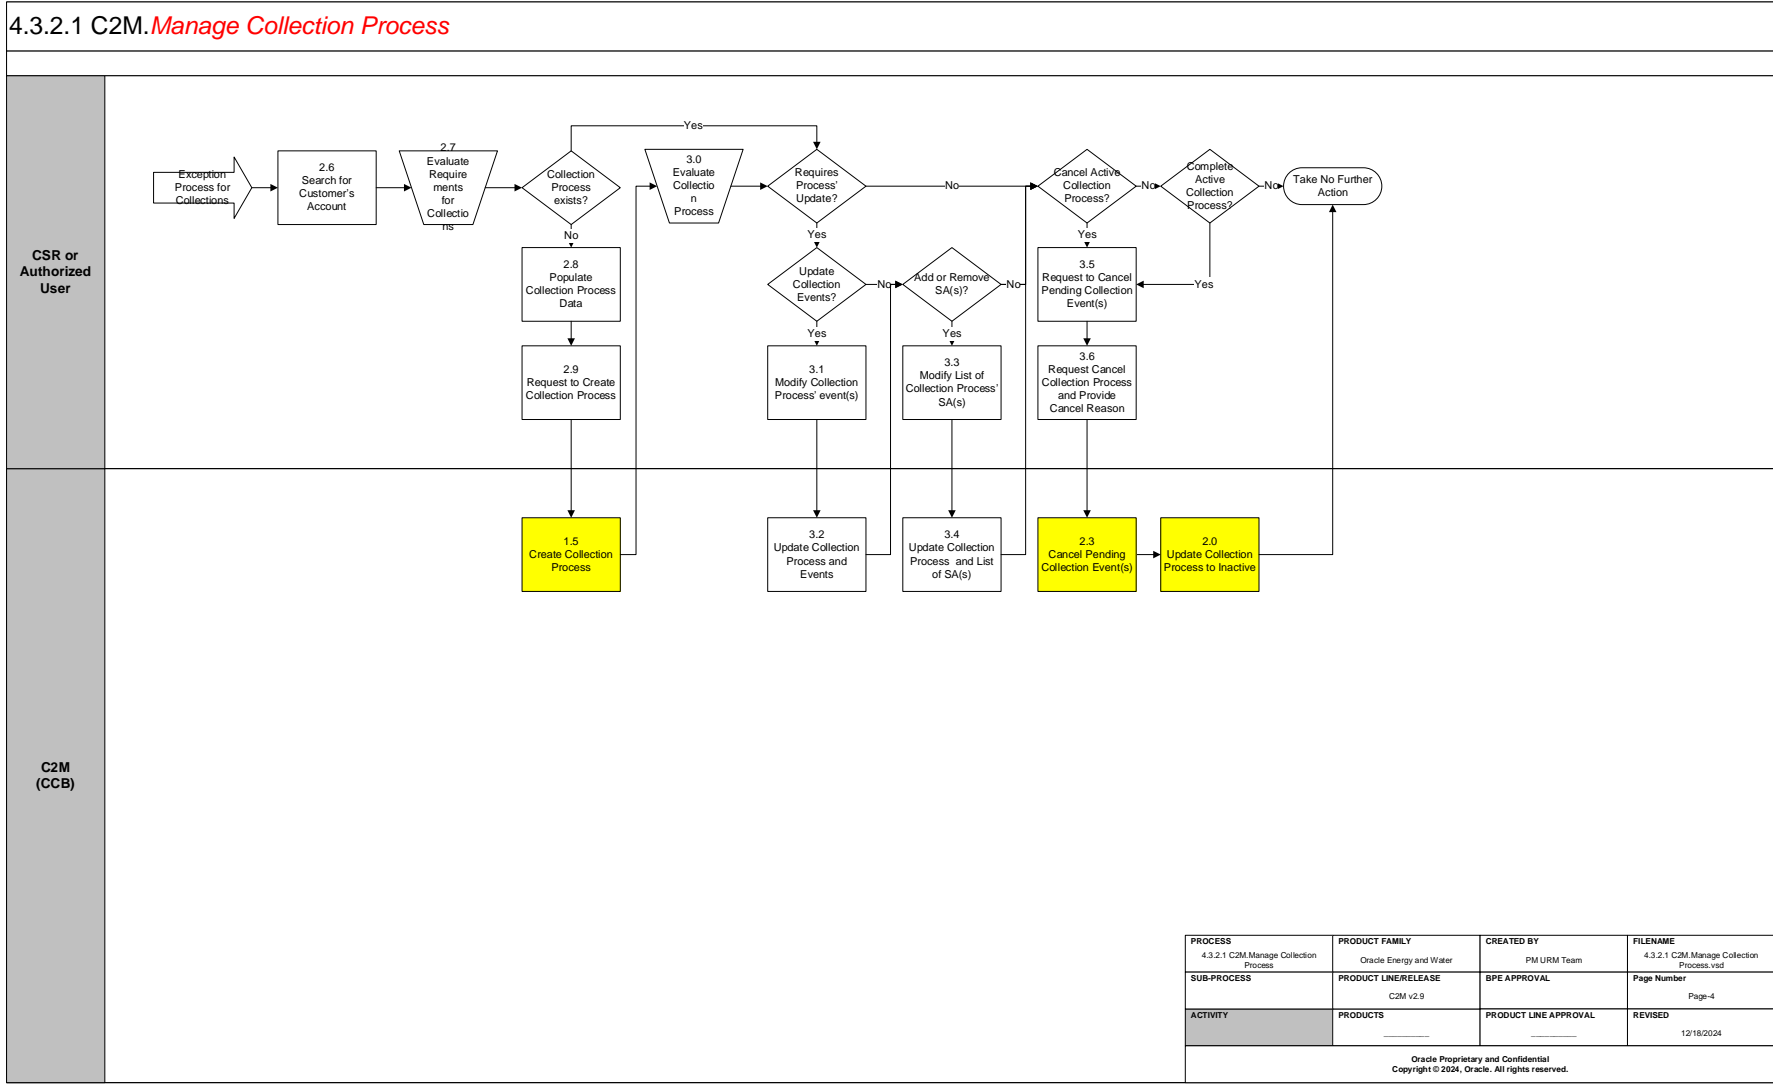 4.3.2.1 C2M.Manage Collection Process
CSR or
Authorized
User
Exception
Process for
Collections
2.6
Search for
Customer's
Account
2.7
Evaluate
Require
ments
for
Collectio
ns
Collection
Process
exists?
Yes
No
2.8
Populate
Collection Process
Data
2.9
Request to Create
Collection Process
3.0
Evaluate
Collectio
n
Process
Requires
Process'
Update?
No
Yes
Update
Collection
Events?
No
Yes
3.1
Modify Collection
Process' event(s)
Add or Remove
SA(s)?
No
Yes
3.3
Modify List of
Collection Process'
SA(s)
Cancel Active
Collection
Process?
No
Yes
3.5
Request to Cancel
Pending Collection
Event(s)
3.6
Request Cancel
Collection Process
and Provide
Cancel Reason
Complete
Active
Collection
Process?
No
Yes
Take No Further
Action
C2M
(CCB)
1.5
Create Collection
Process
3.2
Update Collection
Process and
Events
3.4
Update Collection
Process and List
of SA(s)
2.3
Cancel Pending
Collection Event(s)
2.0
Update Collection
Process to Inactive
PROCESS
4.3.2.1 C2M.Manage Collection
Process
PRODUCT FAMILY
Oracle Energy and Water
CREATED BY
PM URM Team
FILENAME
4.3.2.1 C2M.Manage Collection
Process.vsd
SUB-PROCESS
PRODUCT LINE/RELEASE
C2M v2.9
BPE APPROVAL
Page Number
Page-4
ACTIVITY
PRODUCTS
PRODUCT LINE APPROVAL
REVISED
12/18/2024
Oracle Proprietary and Confidential
Copyright © 2024, Oracle. All rights reserved.